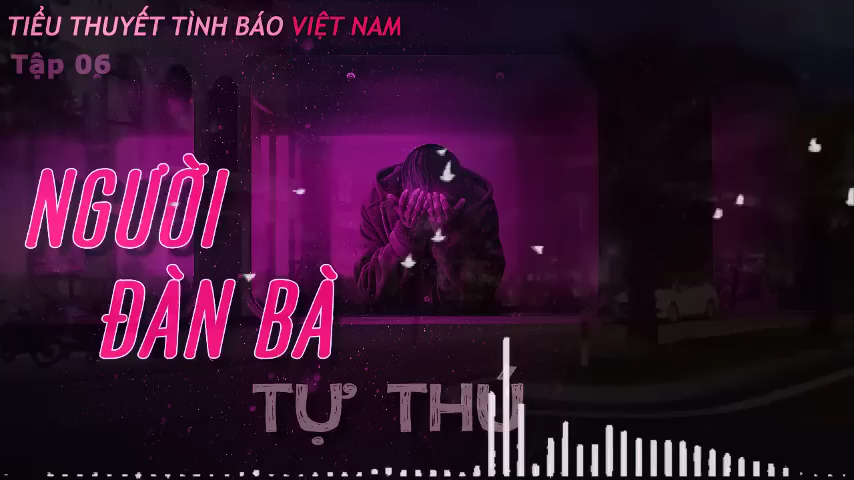 TIỂU THUYẾT TÌNH BÁO VIỆT NAM
Tập 06
NGƯỜI
ĐÀN BÀ
TỰ THÚ